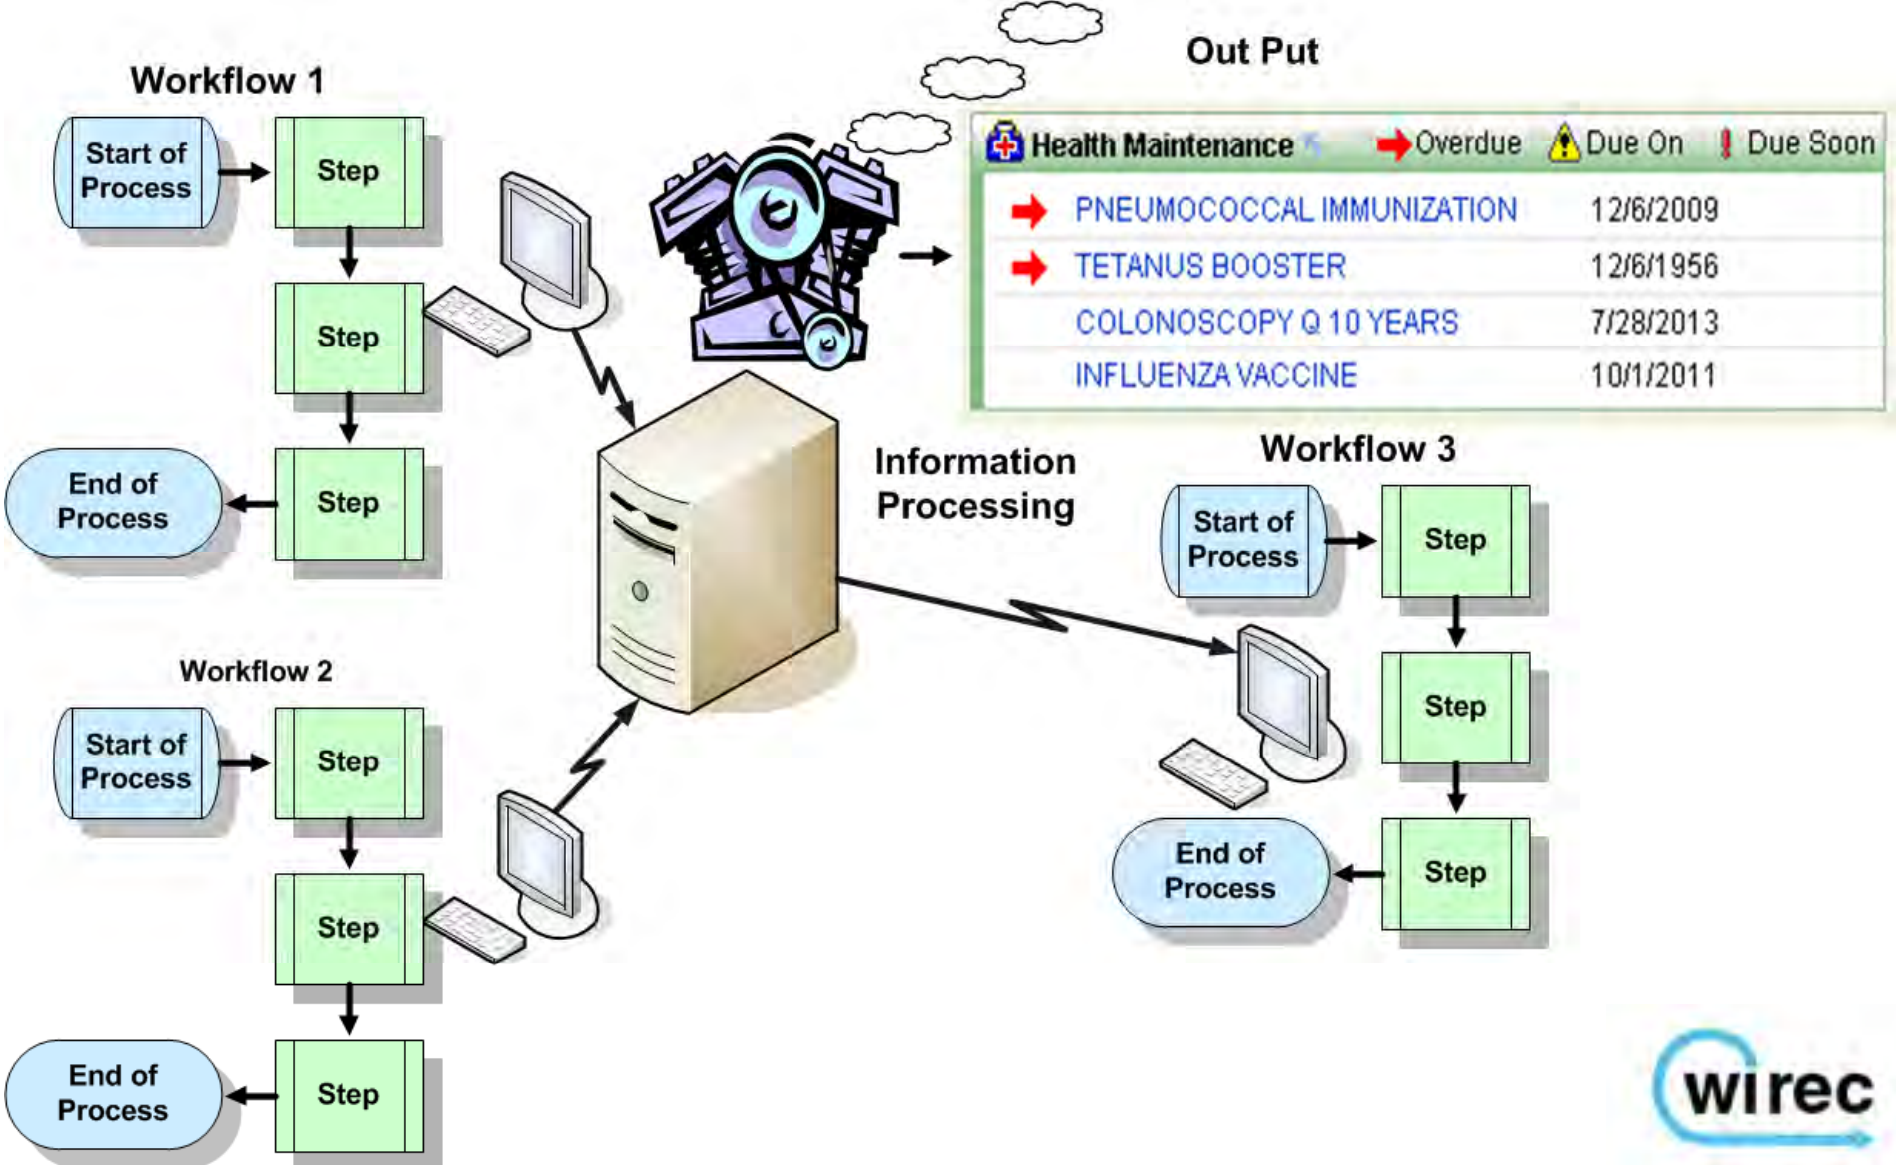 Workflow 1
Start of
Process
Step
Step
Step
End of
Process
Workflow 2
Start of
Process
Step
Step
Step
End of
Process
Out Put
Health Maintenance Overdue Due On Due Soon
PNEUMOCOCCAL IMMUNIZATION 12/6/2009
TETANUS BOOSTER 12/6/1956
COLONOSCOPY Q 10 YEARS 7/28/2013
INFLUENZA VACCINE 10/1/2011
Information
Processing
Workflow 3
Start of
Process
Step
Step
Step
End of
Process
wirec